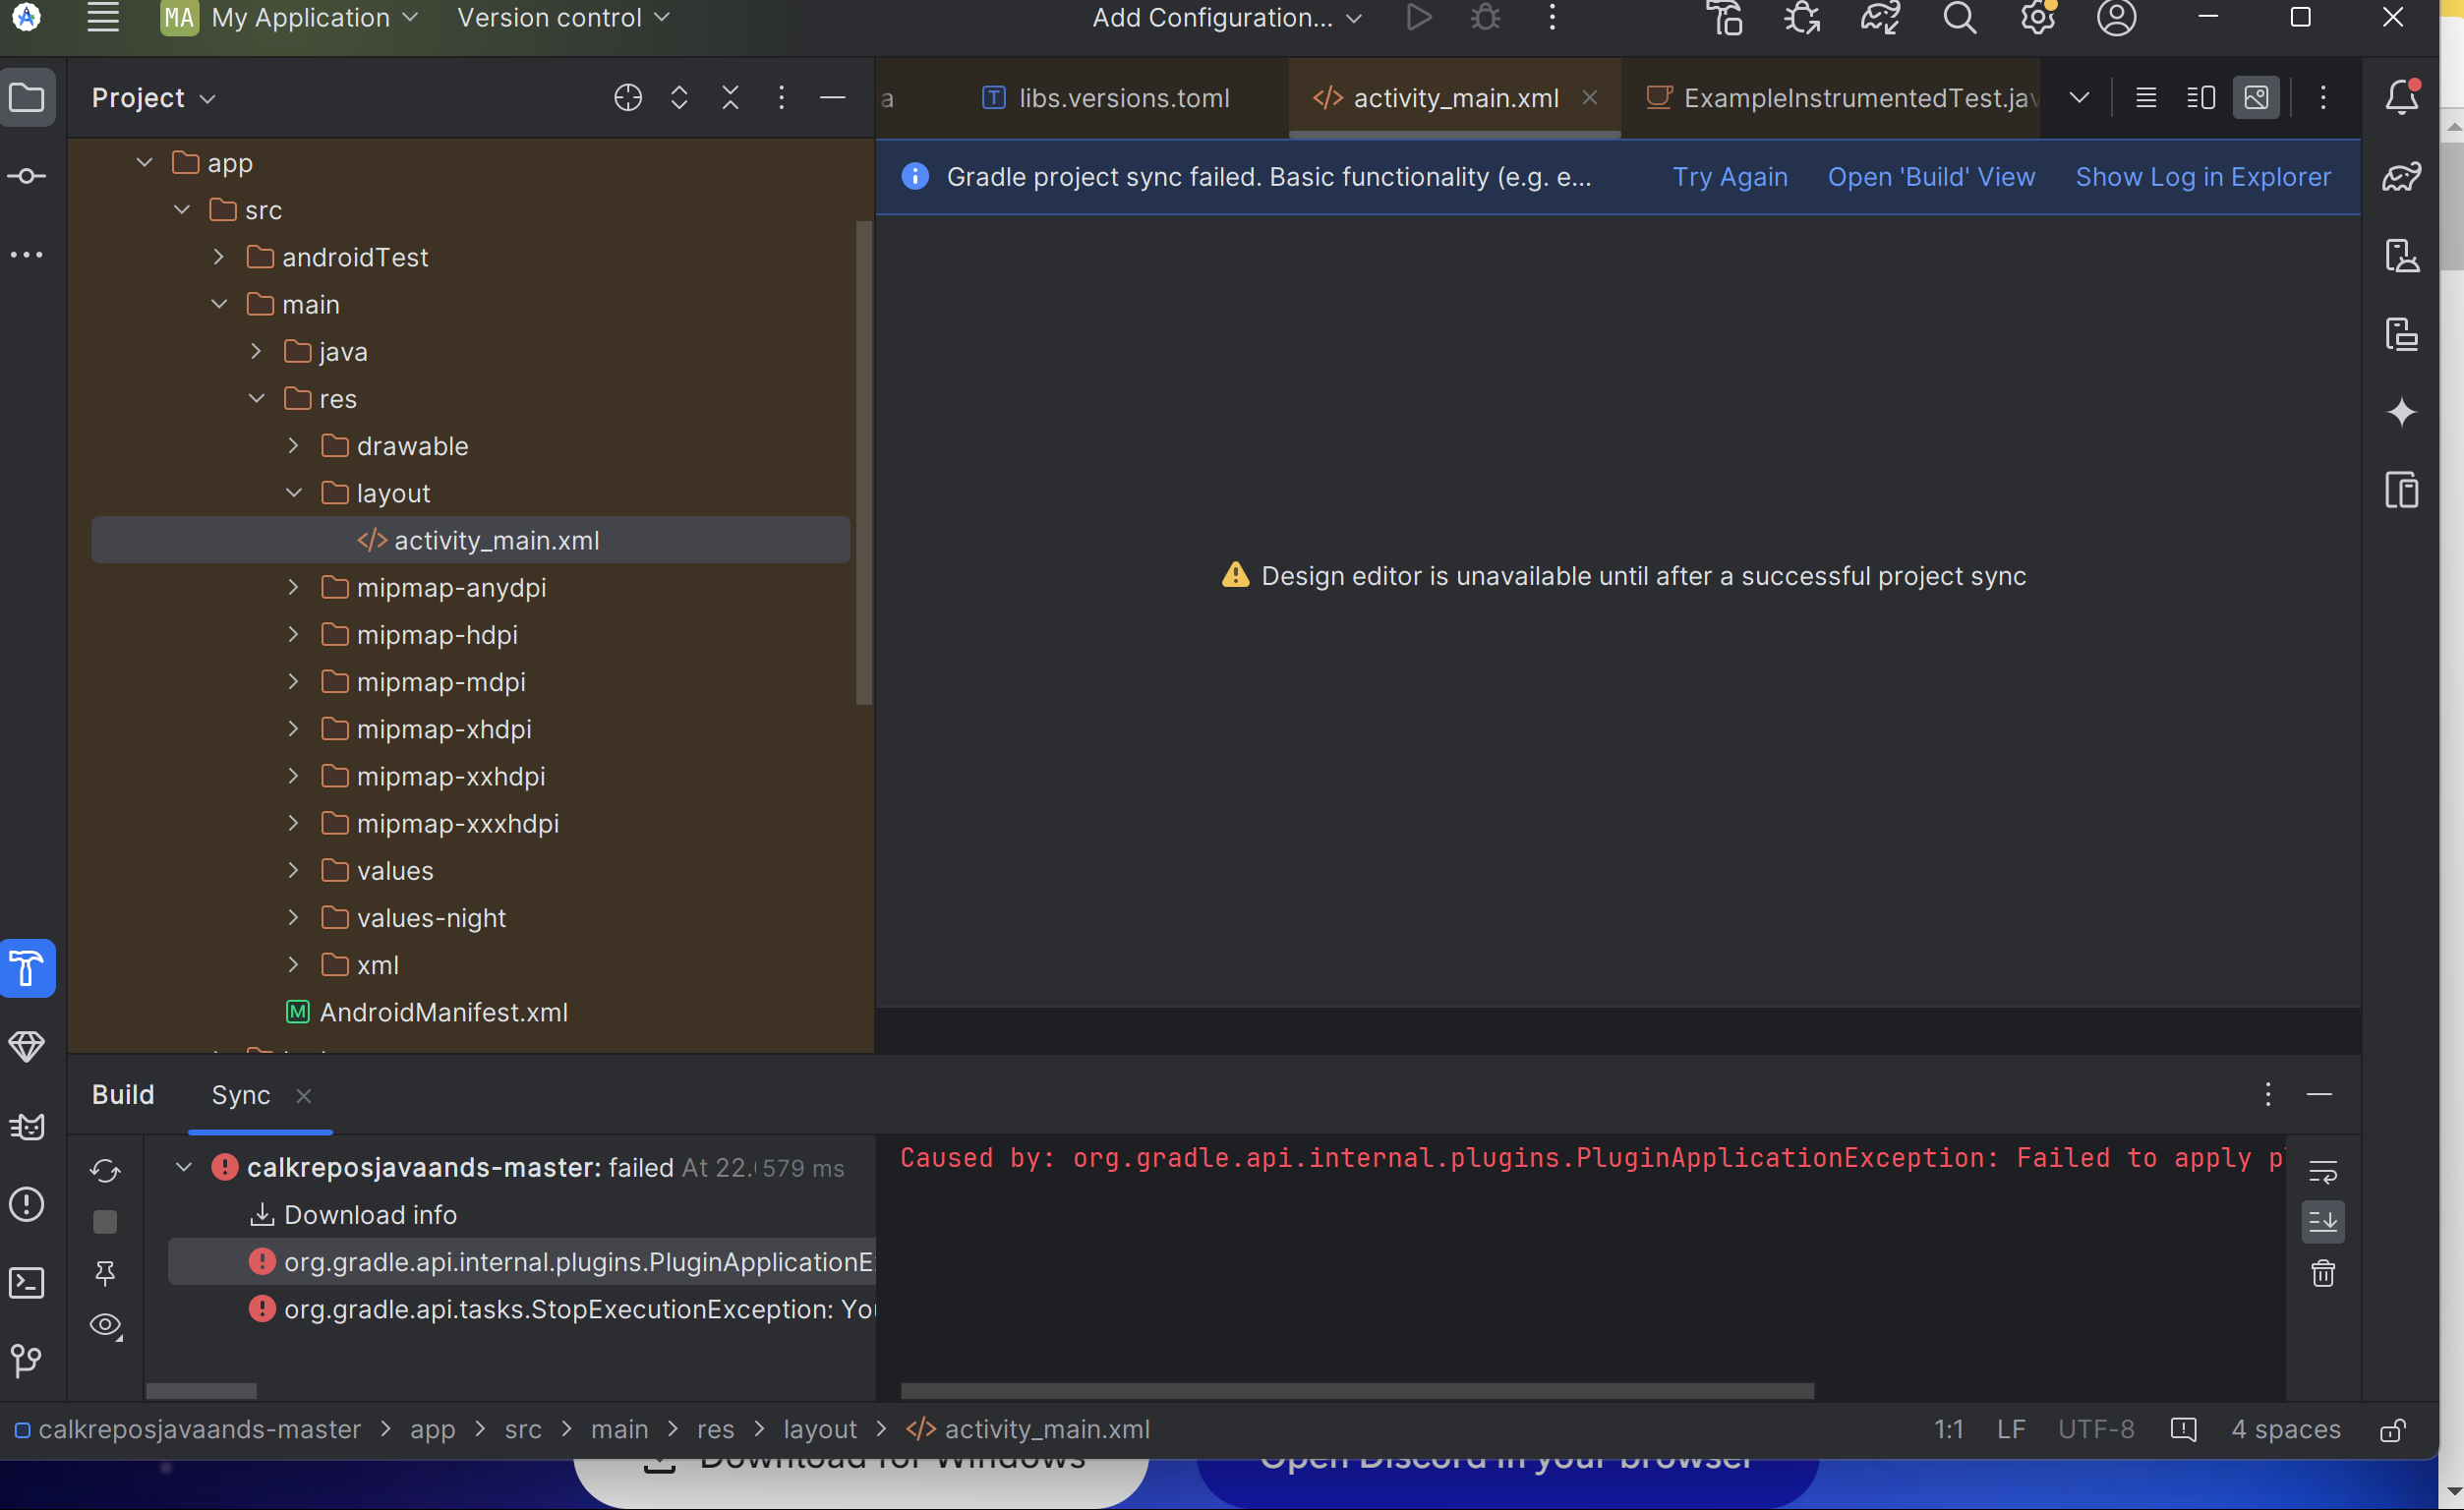 MA My Application Version control Add Configuration...
Project
libs.versions.toml activity_main.xml ExampleInstrumentedTest.jav
Gradle project sync failed. Basic functionality (e.g. e... Try Again Open 'Build' View Show Log in Explorer
app
src
androidTest
main
java
res
drawable
layout
</> activity_main.xml
mipmap-anydpi
mipmap-hdpi
mipmap-mdpi
mipmap-xhdpi
mipmap-xxhdpi
mipmap-xxxhdpi
values
values-night
xml
AndroidManifest.xml
Design editor is unavailable until after a successful project sync
Build Sync
calkreposjavaands-master: failed At 22. 579 ms
Download info
org.gradle.api.internal.plugins.PluginApplicationE
org.gradle.api.tasks.StopExecutionException: You
Caused by: org.gradle.api.internal.plugins.PluginApplicationException: Failed to apply p
calkreposjavaands-master > app > src > main > res > layout > </> activity_main.xml 1:1 LF UTF-8 4 spaces
Download for Windows Open Discord in your browser